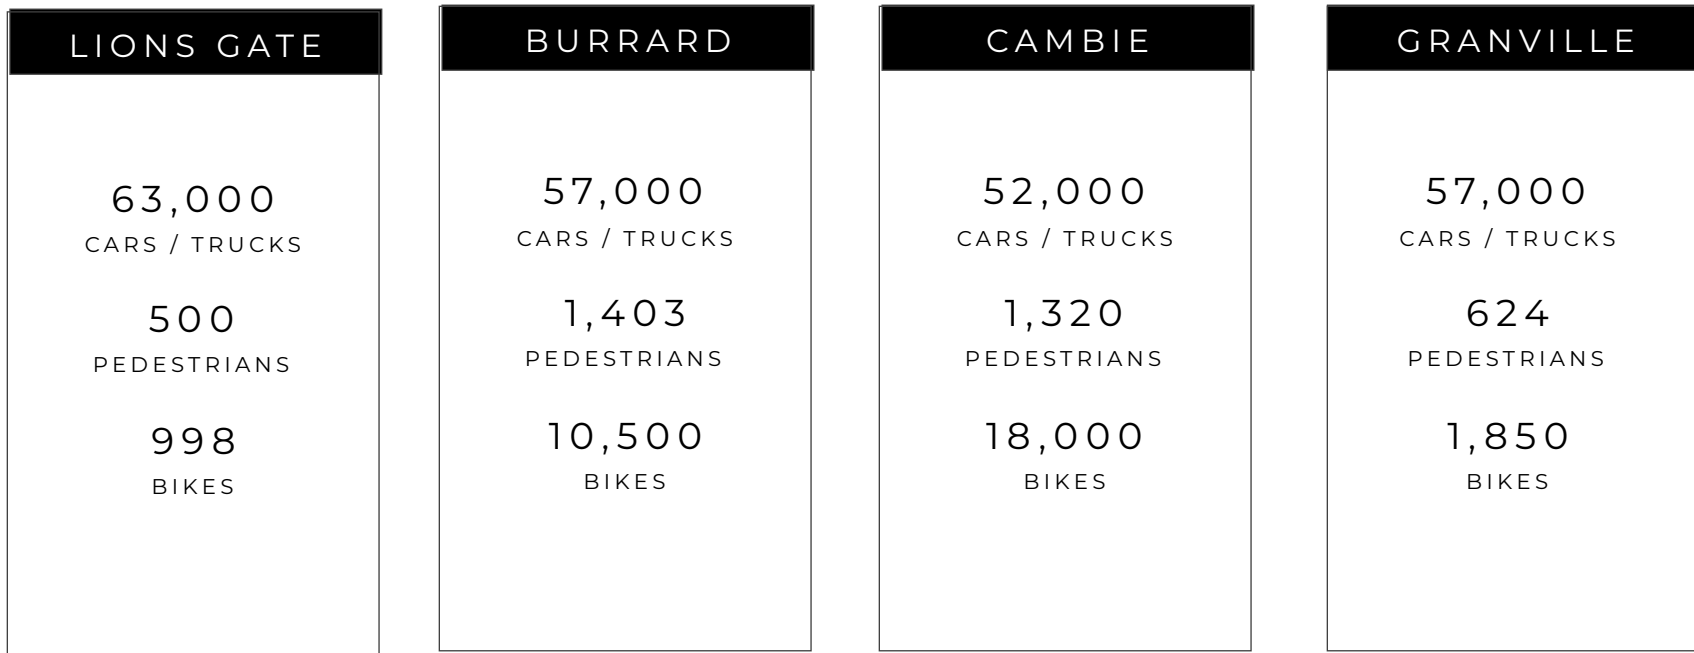 LIONS GATE
63,000
CARS / TRUCKS
500
PEDESTRIANS
998
BIKES
BURRARD
57,000
CARS / TRUCKS
1,403
PEDESTRIANS
10,500
BIKES
CAMBIE
52,000
CARS / TRUCKS
1,320
PEDESTRIANS
18,000
BIKES
GRANVILLE
57,000
CARS / TRUCKS
624
PEDESTRIANS
1,850
BIKES